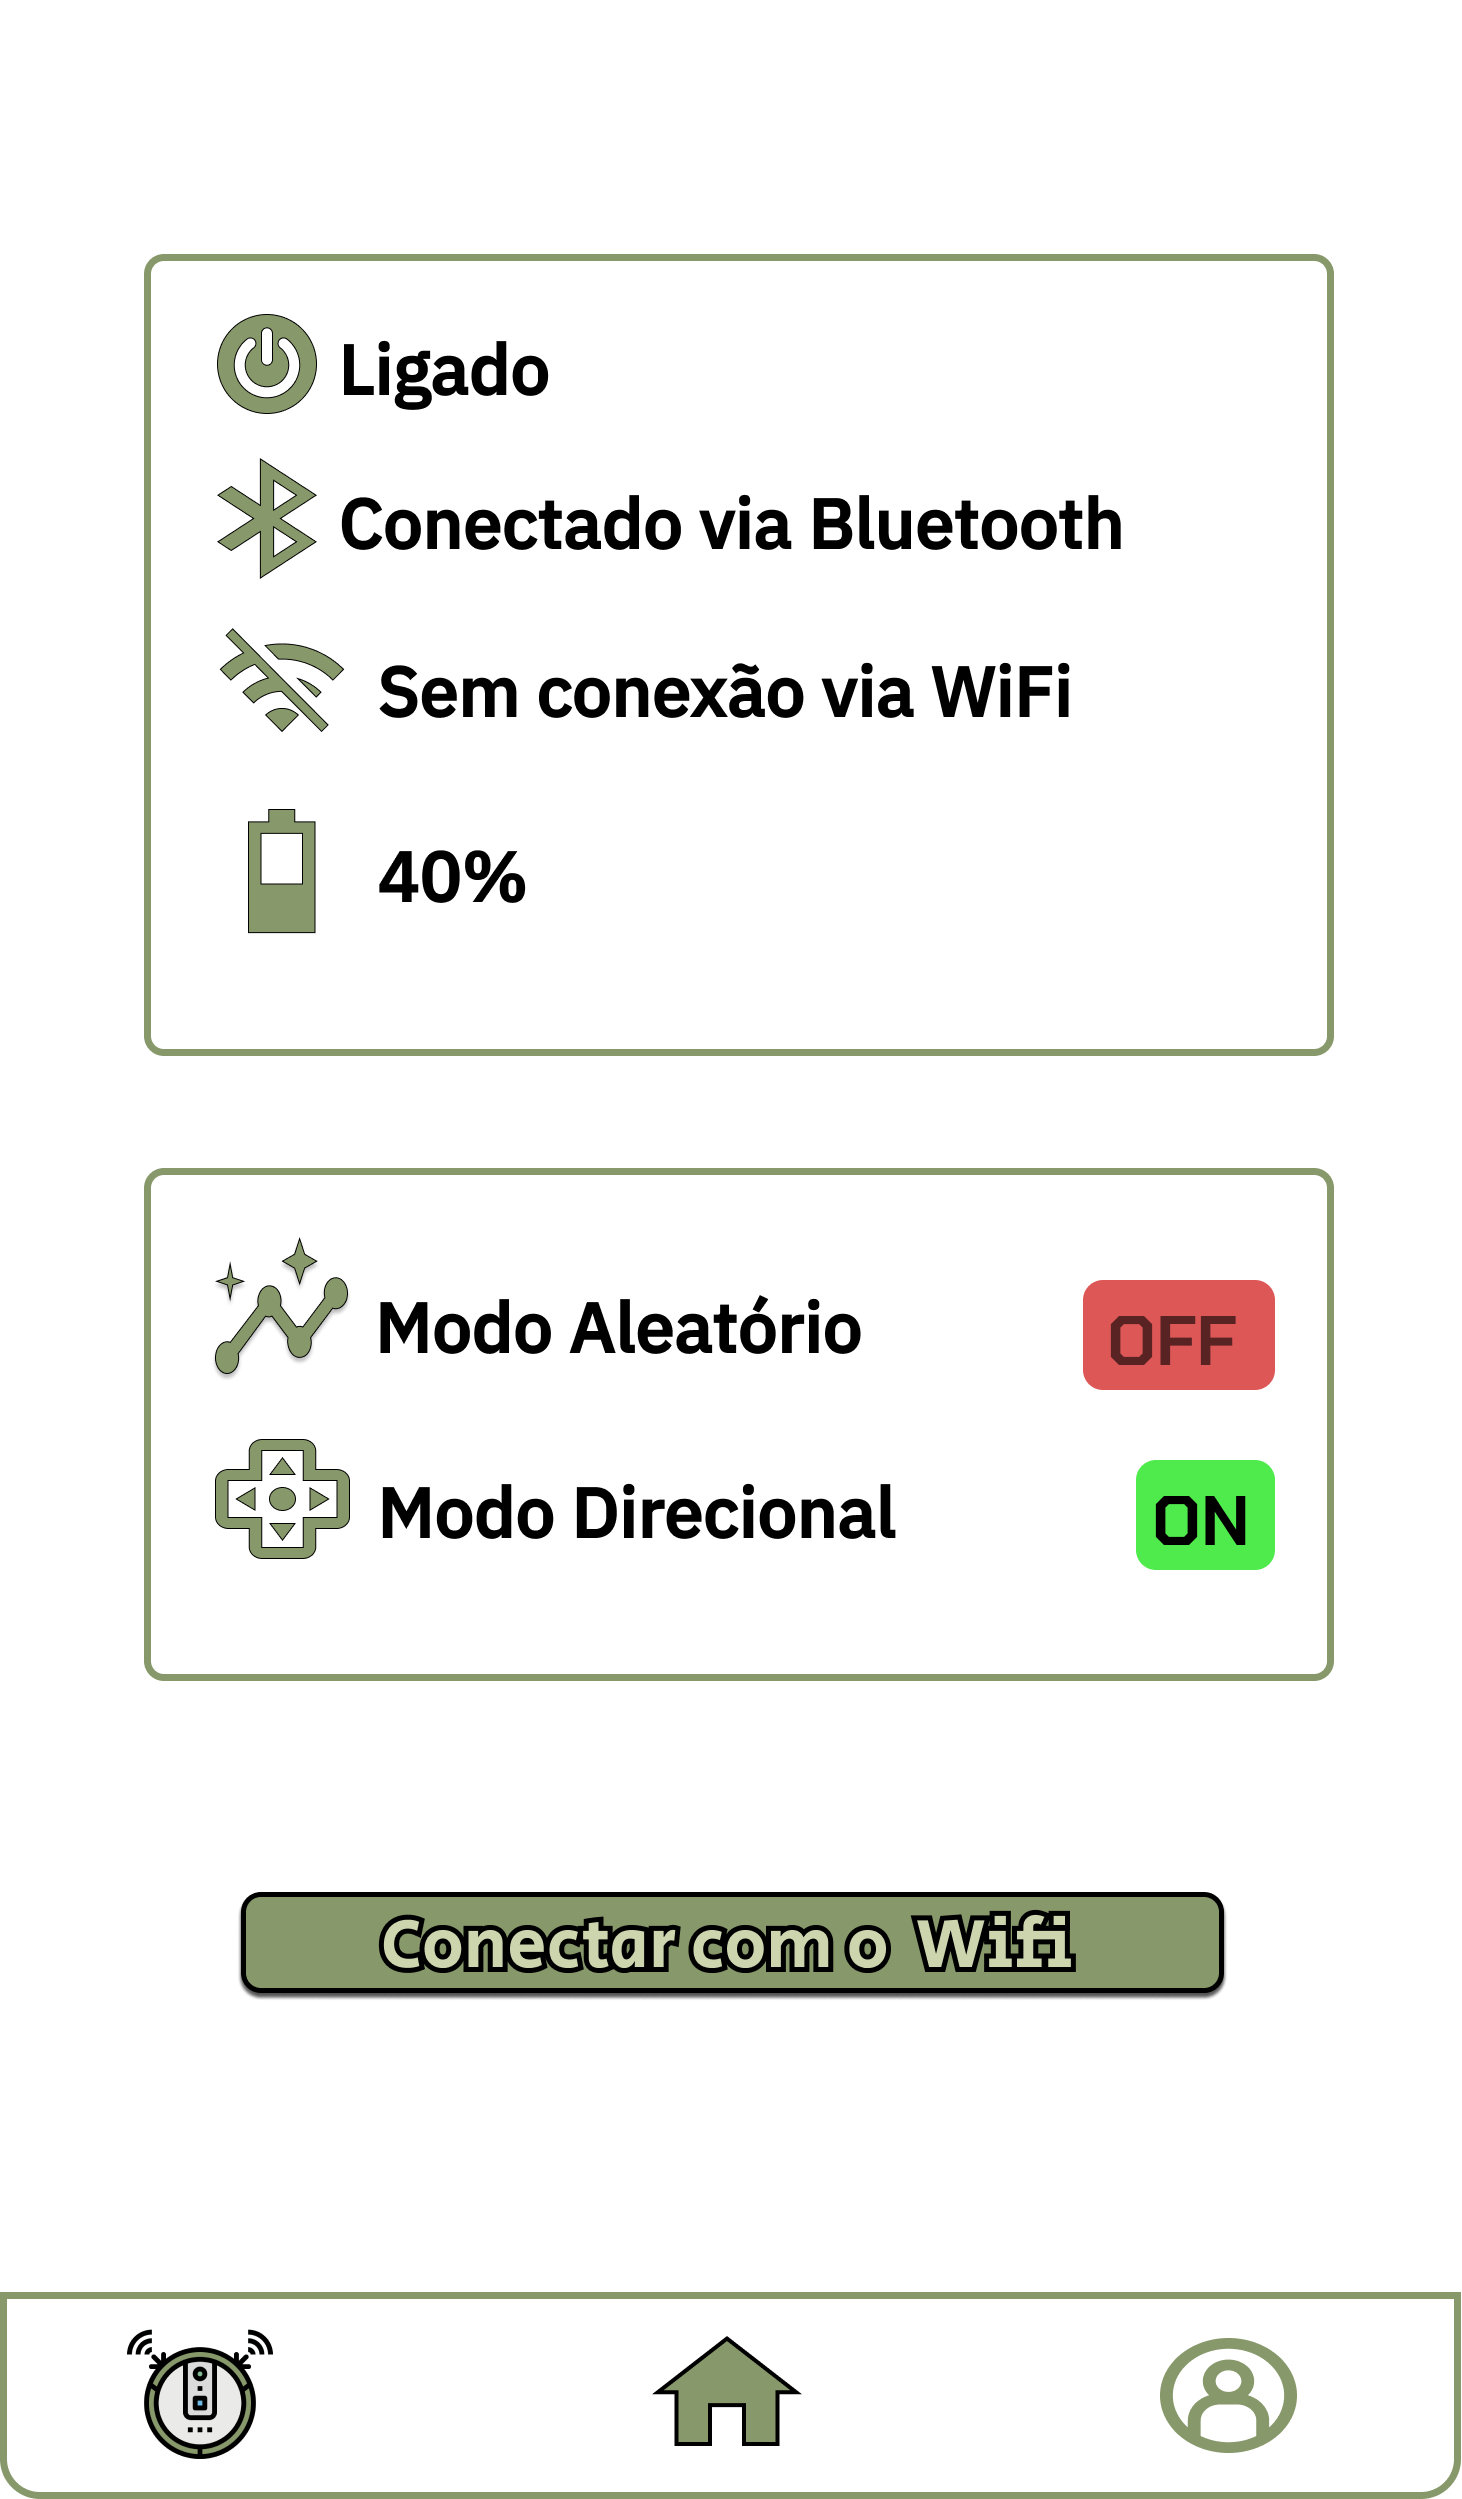 Ligado
Conectado via Bluetooth
Sem conexão via WiFi
40%
Modo Aleatório
OFF
Modo Direcional
ON
Conectar com o Wifi